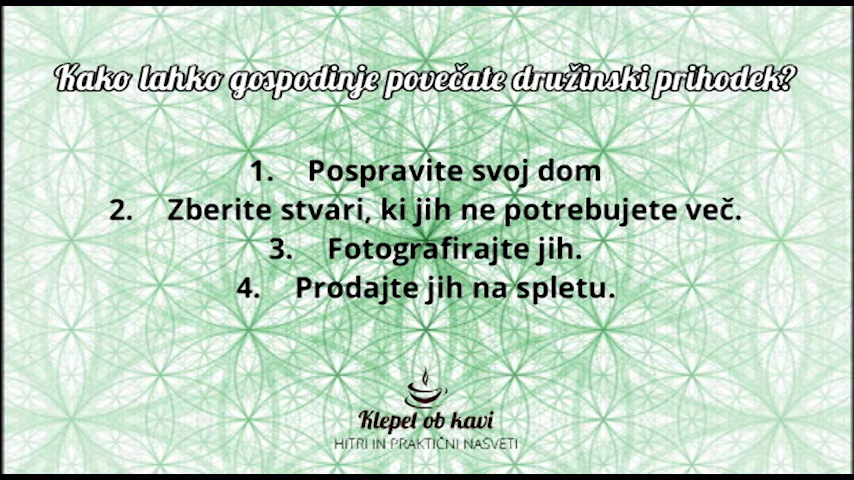 Kako lahko gospodinje povečate družinski prihodek?
1. Pospravite svoj dom
2. Zberite stvari, ki jih ne potrebujete več.
3. Fotografirajte jih.
4. Prodajte jih na spletu.
Klepet ob kavi
HITRI IN PRAKTIČNI NASVETI